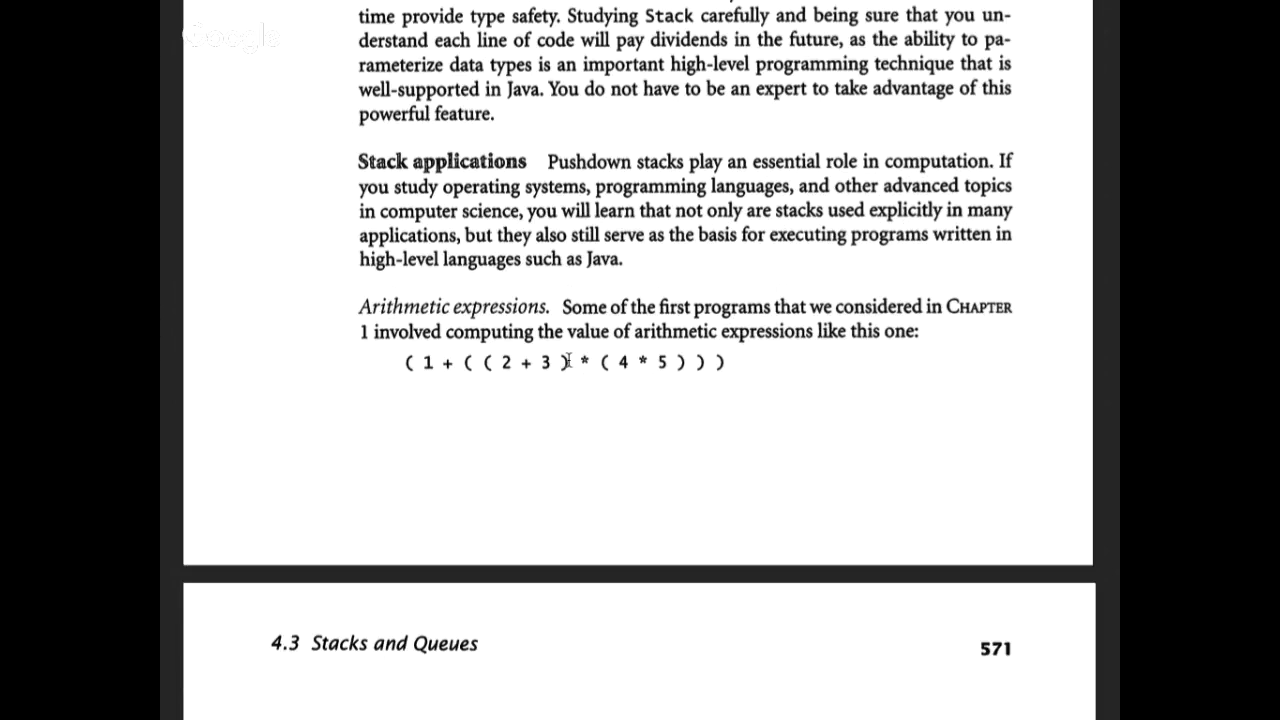 Google
time provide type safety. Studying Stack carefully and being sure that you un-
derstand each line of code will pay dividends in the future, as the ability to pa-
rameterize data types is an important high-level programming technique that is
well-supported in Java. You do not have to be an expert to take advantage of this
powerful feature.
Stack applications Pushdown stacks play an essential role in computation. If
you study operating systems, programming languages, and other advanced topics
in computer science, you will learn that not only are stacks used explicitly in many
applications, but they also still serve as the basis for executing programs written in
high-level languages such as Java.
Arithmetic expressions. Some of the first programs that we considered in CHAPTER
1 involved computing the value of arithmetic expressions like this one:
( 1 + ( ( 2 + 3 ) * ( 4 * 5 ) ) )
4.3 Stacks and Queues
571